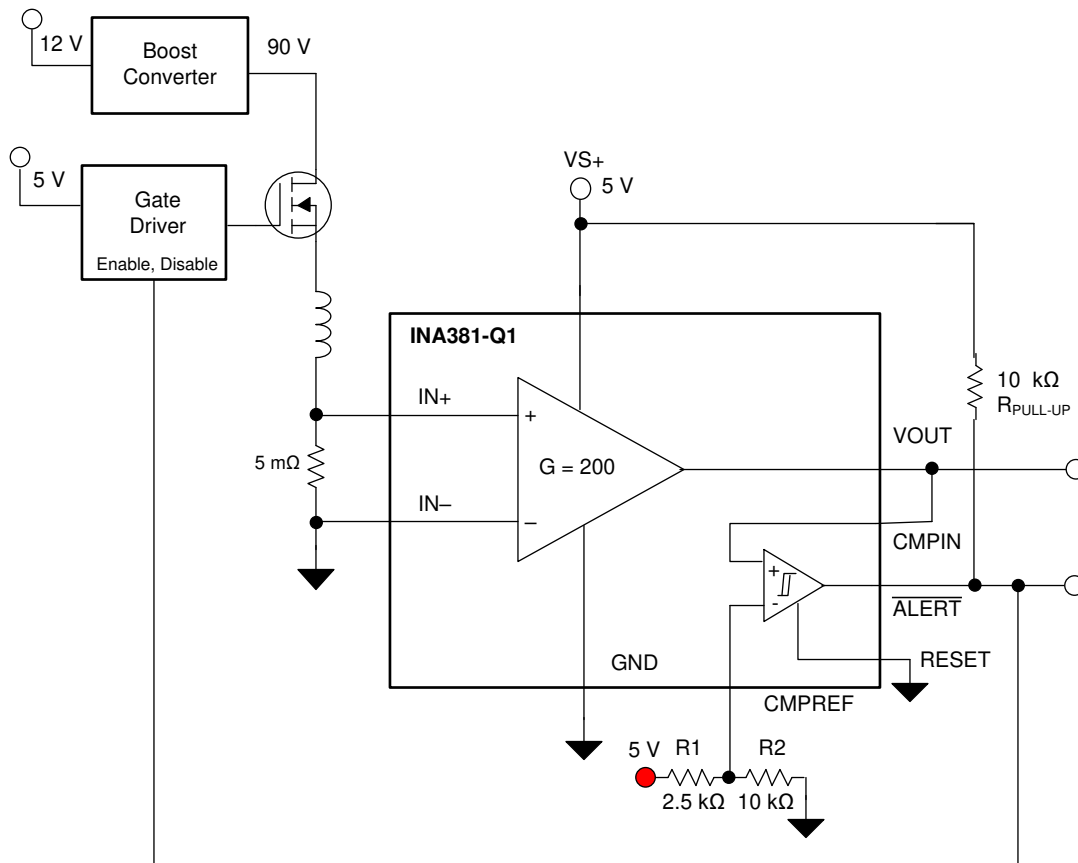 12 V
Boost
Converter
90 V
5 V
Gate
Driver
Enable, Disable
VS+
5 V
INA381-Q1
IN+
5 mΩ
IN–
+
G = 200
–
10 kΩ
RPULL-UP
VOUT
CMPIN
+
-
ALERT
RESET
GND
CMPREF
5 V
R1
R2
2.5 kΩ
10 kΩ